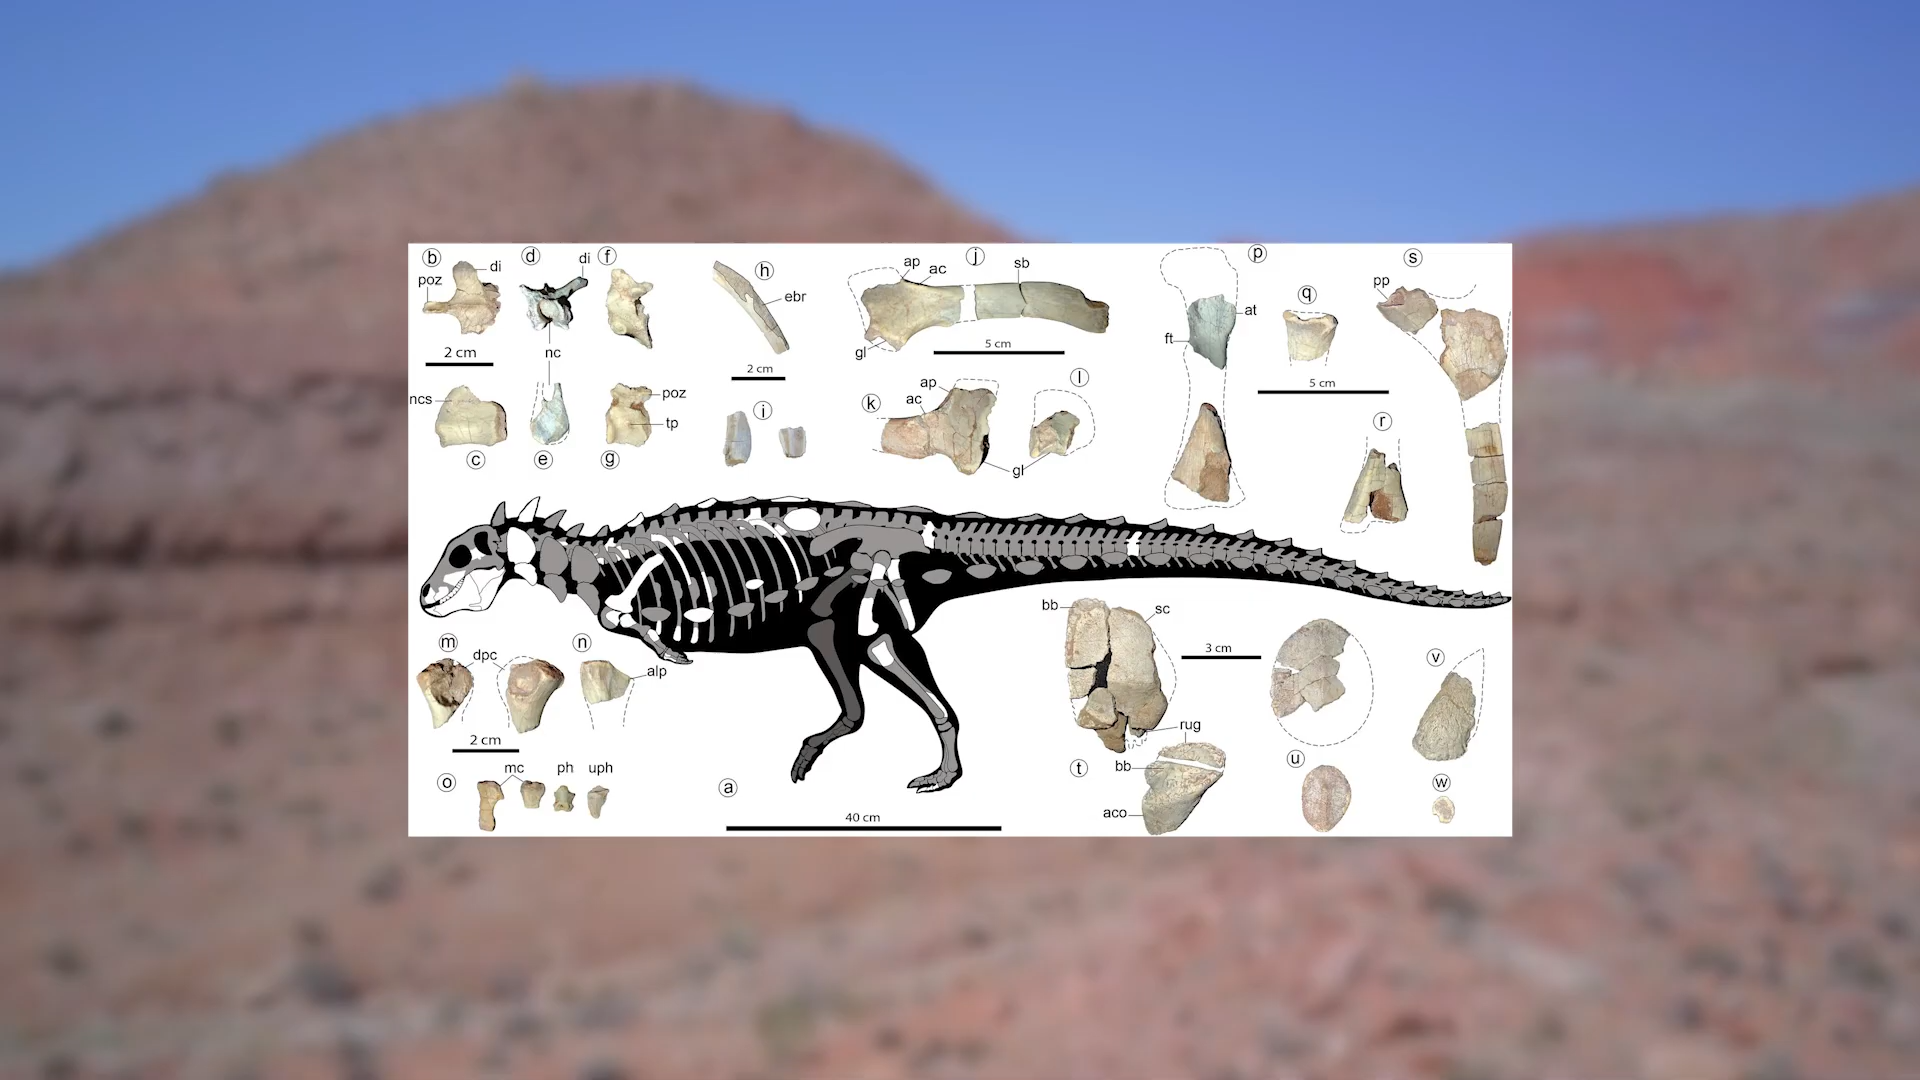 b d f h j p s
di di ap ac sb
poz ebr pp q
at
ft
2 cm nc gl 5 cm
2 cm 5 cm
ap l
ncs poz k ac r
tp i
c e g gl
m n bb sc 3 cm v
dpc alp
rug
2 cm
mc ph uph bb t u
o a w
aco
40 cm